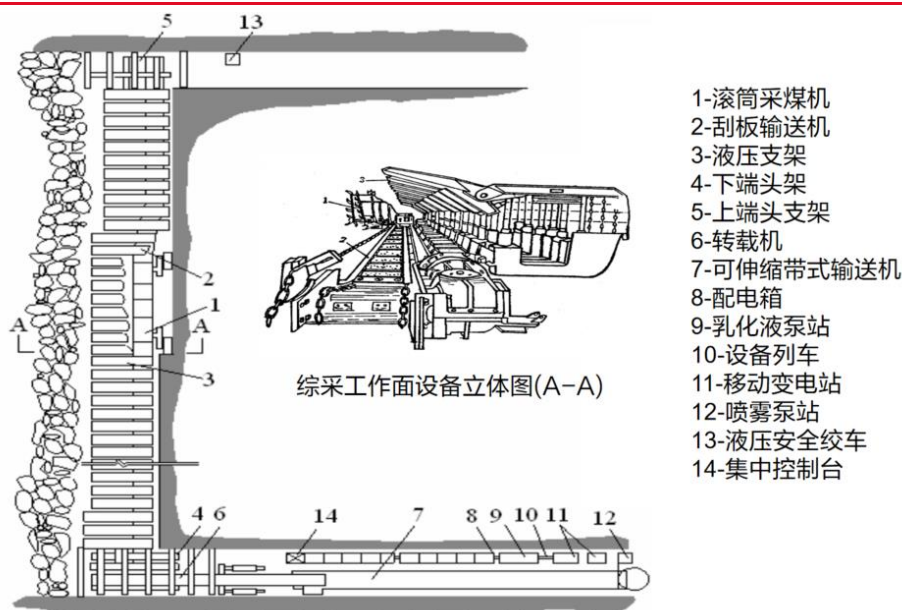 5
13
1-滚筒采煤机
2-刮板输送机
3-液压支架
4-下端头架
5-上端头支架
6-转载机
7-可伸缩带式输送机
8-配电箱
9-乳化液泵站
10-设备列车
11-移动变电站
12-喷雾泵站
13-液压安全绞车
14-集中控制台
3
1
2
2
A
1
A
3
综采工作面设备立体图(A-A)
4 6 14 7 8 9 10 11 12